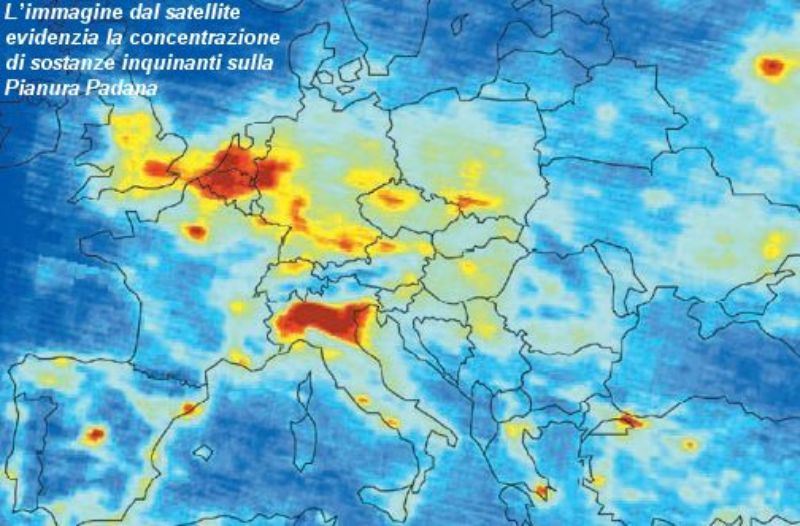 L’immagine dal satellite
evidenzia la concentrazione
di sostanze inquinanti sulla
Pianura Padana